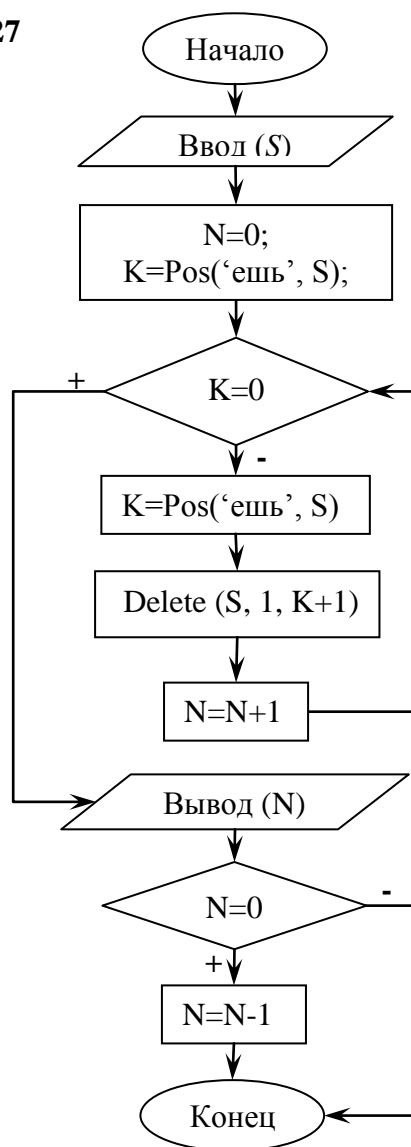 27
Начало
Ввод (S)
N=0;
K=Pos(‘ешь’, S);
+
K=0
-
K=Pos(‘ешь’, S)
Delete (S, 1, K+1)
N=N+1
Вывод (N)
N=0
-
+
N=N-1
Конец